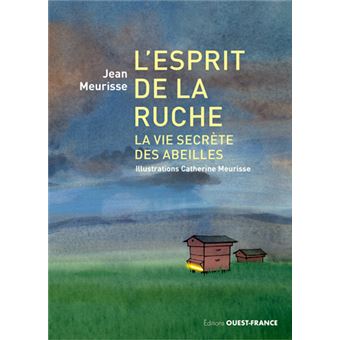 Jean
Meurisse
L'ESPRIT
DE LA
RUCHE
LA VIE SECRÈTE
DES ABEILLES
Illustrations Catherine Meurisse
Éditions OUEST-FRANCE